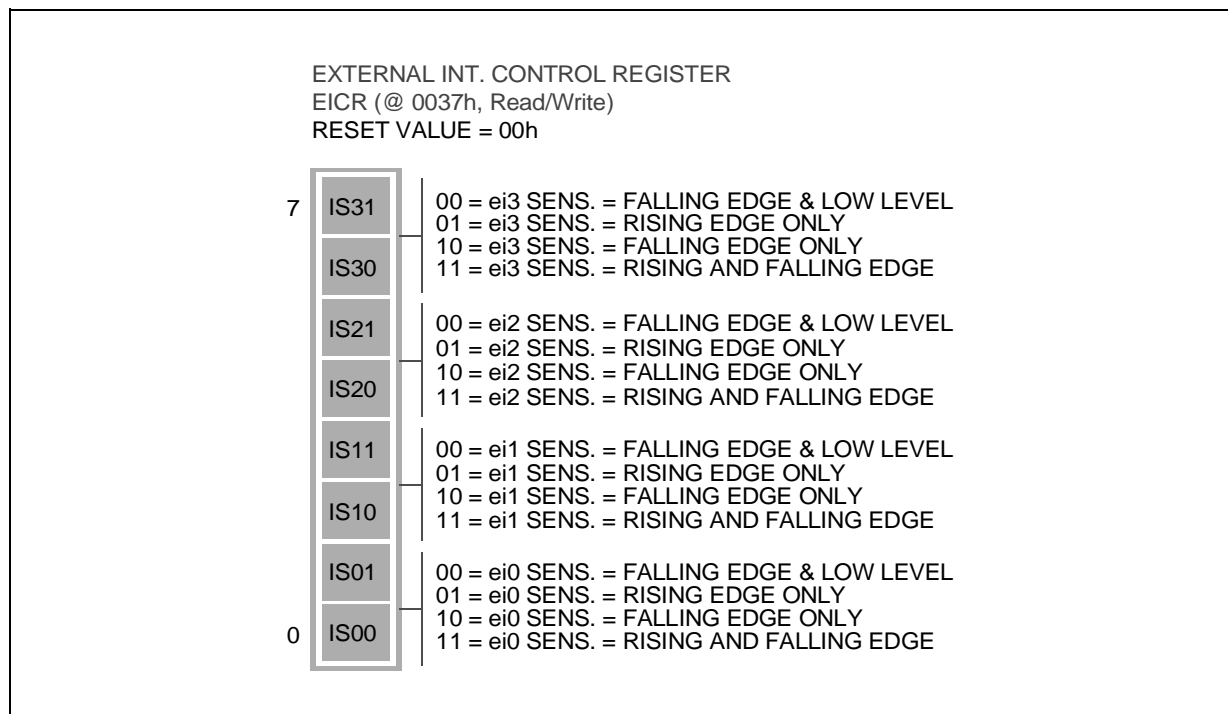 EXTERNAL INT. CONTROL REGISTER
EICR (@ 0037h, Read/Write)
RESET VALUE = 00h
7
IS31
00 = ei3 SENS. = FALLING EDGE & LOW LEVEL
01 = ei3 SENS. = RISING EDGE ONLY
10 = ei3 SENS. = FALLING EDGE ONLY
11 = ei3 SENS. = RISING AND FALLING EDGE
IS30
IS21
00 = ei2 SENS. = FALLING EDGE & LOW LEVEL
01 = ei2 SENS. = RISING EDGE ONLY
10 = ei2 SENS. = FALLING EDGE ONLY
11 = ei2 SENS. = RISING AND FALLING EDGE
IS20
IS11
00 = ei1 SENS. = FALLING EDGE & LOW LEVEL
01 = ei1 SENS. = RISING EDGE ONLY
10 = ei1 SENS. = FALLING EDGE ONLY
11 = ei1 SENS. = RISING AND FALLING EDGE
IS10
IS01
00 = ei0 SENS. = FALLING EDGE & LOW LEVEL
01 = ei0 SENS. = RISING EDGE ONLY
10 = ei0 SENS. = FALLING EDGE ONLY
11 = ei0 SENS. = RISING AND FALLING EDGE
0
IS00